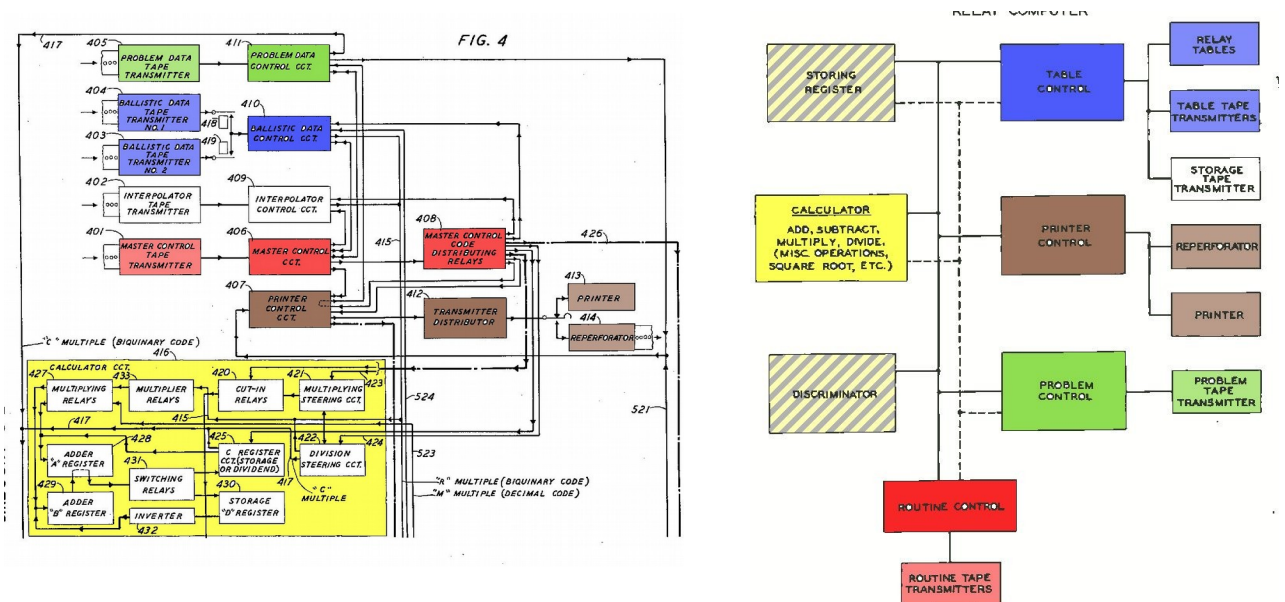 417
405
PROBLEM DATA
TAPE
TRANSMITTER
411
PROBLEM DATA
CONTROL CCT.
FIG. 4
404
BALLISTIC DATA
TAPE
TRANSMITTER
NO. 1
418
410
BALLISTIC DATA
CONTROL CCT.
403
BALLISTIC DATA
TAPE
TRANSMITTER
NO. 2
419
402
INTERPOLATOR
TAPE
TRANSMITTER
409
INTERPOLATOR
CONTROL CCT.
401
MASTER CONTROL
TAPE
TRANSMITTER
406
MASTER CONTROL
CCT.
415
408
MASTER CONTROL
CODE
DISTRIBUTING
RELAYS
426
407
PRINTER
CONTROL
CCT.
412
TRANSMITTER
DISTRIBUTOR
413
PRINTER
414
REPERFORATOR
"C" MULTIPLE (BIQUINARY CODE)
416
CALCULATOR CCT.
427
MULTIPLYING
RELAYS
433
MULTIPLIER
RELAYS
420
CUT-IN
RELAYS
421
MULTIPLYING
STEERING CCT.
423
415
417
428
ADDER
"A" REGISTER
431
SWITCHING
RELAYS
425
C REGISTER
CCT. (STORAGE
OR DIVIDEND)
422
DIVISION
STEERING CCT.
424
417
"C"
MULTIPLE
429
ADDER
"B" REGISTER
430
STORAGE
"D" REGISTER
INVERTER
432
524
523
521
"R" MULTIPLE (BIQUINARY CODE)
"M" MULTIPLE (DECIMAL CODE)
RELAY COMPUTER
STORING
REGISTER
TABLE
CONTROL
RELAY
TABLES
TABLE TAPE
TRANSMITTERS
STORAGE
TAPE
TRANSMITTER
CALCULATOR
ADD, SUBTRACT,
MULTIPLY, DIVIDE,
(MISC. OPERATIONS,
SQUARE ROOT, ETC.)
PRINTER
CONTROL
REPERFORATOR
PRINTER
DISCRIMINATOR
PROBLEM
CONTROL
PROBLEM
TAPE
TRANSMITTER
ROUTINE CONTROL
ROUTINE TAPE
TRANSMITTERS